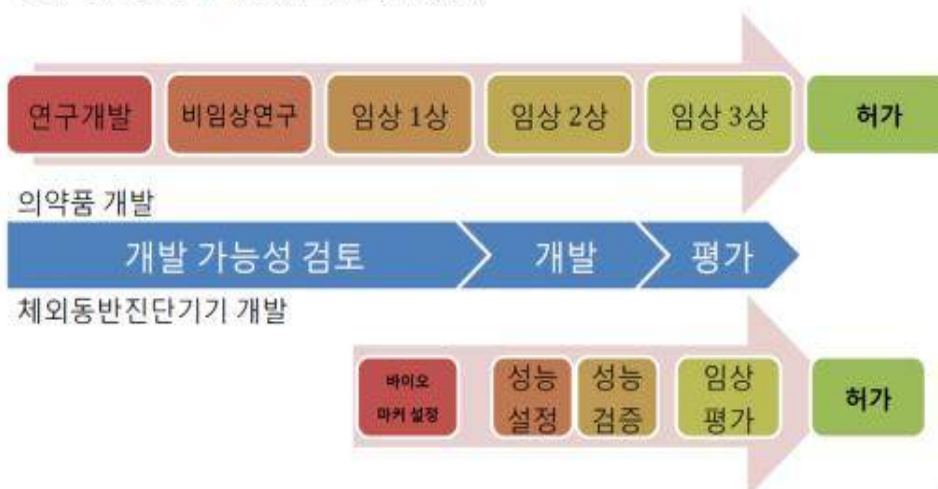 연구개발 비임상연구 임상 1상 임상 2상 임상 3상 허가
의약품 개발
개발 가능성 검토 개발 평가
체외동반진단기기 개발
바이오 성능 성능 임상 허가
마커 설정 설정 검증 평가